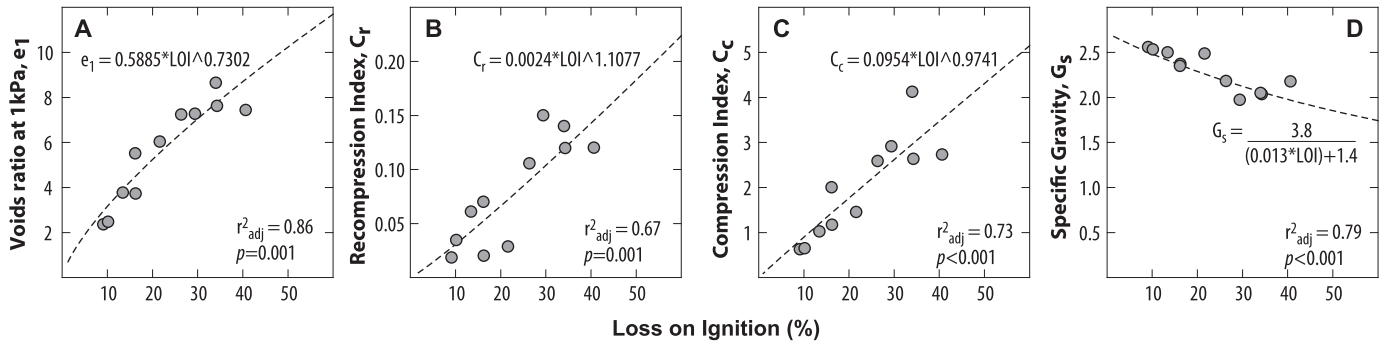 A
Voids ratio at 1kPa, e1
e1 = 0.5885*LOI^0.7302
10
8
6
4
2
r2adj = 0.86
p=0.001
10 20 30 40 50
B
Recompression Index, Cr
Cr = 0.0024*LOI^1.1077
0.20
0.15
0.10
0.05
r2adj = 0.67
p=0.001
10 20 30 40 50
C
Compression Index, Cc
Cc = 0.0954*LOI^0.9741
5
4
3
2
1
r2adj = 0.73
p<0.001
10 20 30 40 50
D
Specific Gravity, Gs
2.5
2.0
1.5
1.0
0.5
Gs = 3.8
(0.013*LOI)+1.4
r2adj = 0.79
p<0.001
10 20 30 40 50
Loss on Ignition (%)